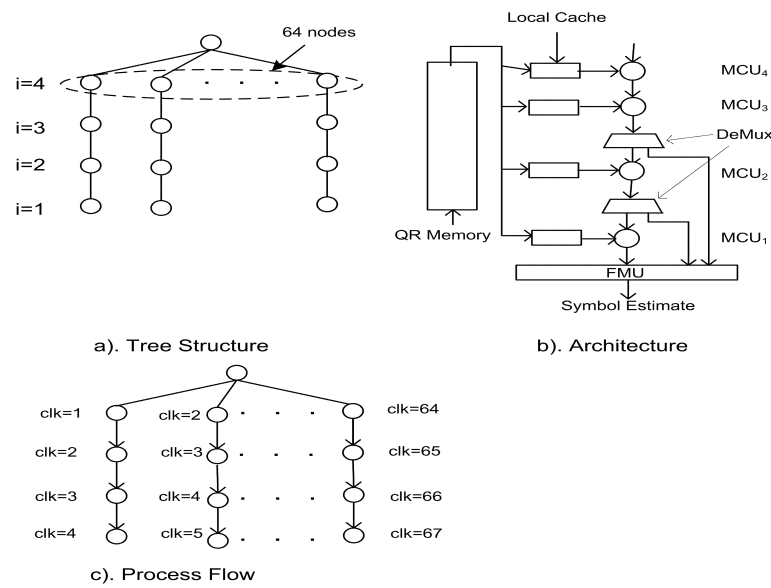 64 nodes
i=4
i=3
i=2
i=1
a). Tree Structure
Local Cache
MCU4
MCU3
DeMux
MCU2
QR Memory
MCU1
FMU
Symbol Estimate
b). Architecture
clk=1 clk=2 clk=64
clk=2 clk=3 clk=65
clk=3 clk=4 clk=66
clk=4 clk=5 clk=67
c). Process Flow